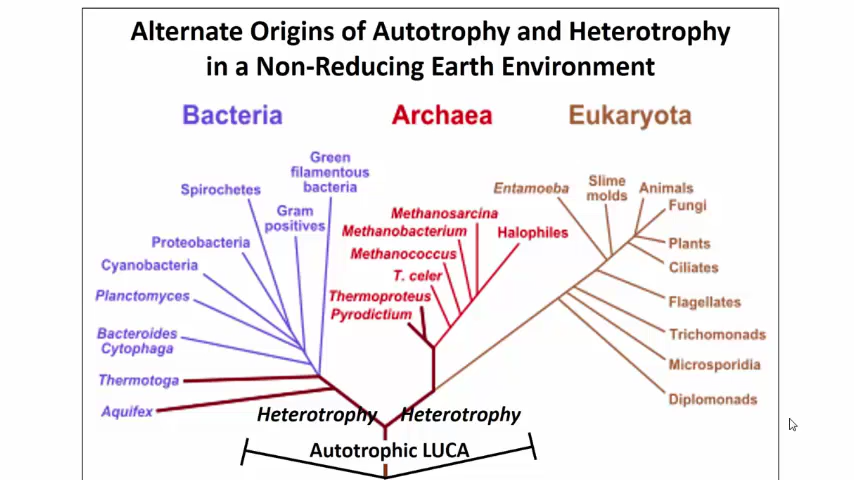 Alternate Origins of Autotrophy and Heterotrophy
in a Non-Reducing Earth Environment
Bacteria
Archaea
Eukaryota
Green
filamentous
bacteria
Spirochetes
Gram
positives
Proteobacteria
Cyanobacteria
Planctomyces
Bacteroides
Cytophaga
Thermotoga
Aquifex
Methanosarcina
Methanobacterium
Halophiles
Methanococcus
T. celer
Thermoproteus
Pyrodictium
Entamoeba
Slime
molds
Animals
Fungi
Plants
Ciliates
Flagellates
Trichomonads
Microsporidia
Diplomonads
Heterotrophy
Heterotrophy
Autotrophic LUCA